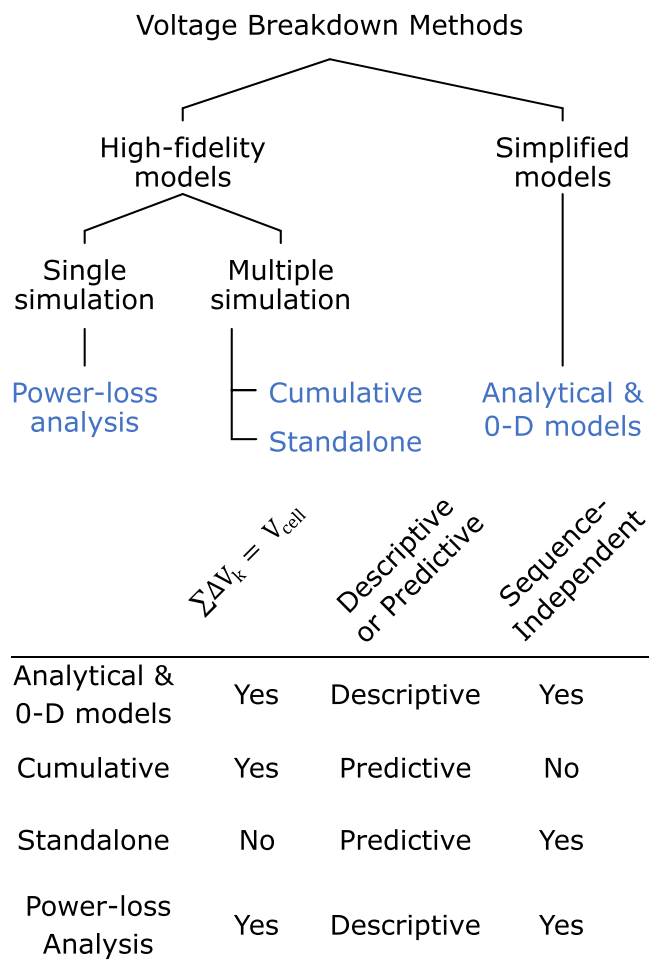 Voltage Breakdown Methods
High-fidelity
models
Simplified
models
Single
simulation
Multiple
simulation
Power-loss
analysis
Cumulative
Standalone
Analytical &
0-D models
∑ΔVk = Vcell
Descriptive
or Predictive
Sequence-
Independent
Analytical &
0-D models
Yes
Descriptive
Yes
Cumulative
Yes
Predictive
No
Standalone
No
Predictive
Yes
Power-loss
Analysis
Yes
Descriptive
Yes